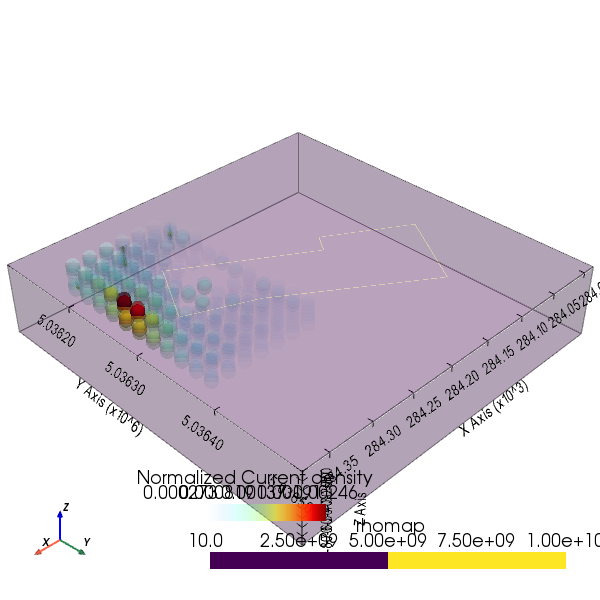 5.03620
5.03630
5.03640
Y Axis (x10^6)
284.05
284.10
284.15
284.20
284.25
284.30
X Axis (x10^3)
Z Axis
Normalized Current density
rhomap
10.0 2.50e+09 5.00e+09 7.50e+09
Z
X Y